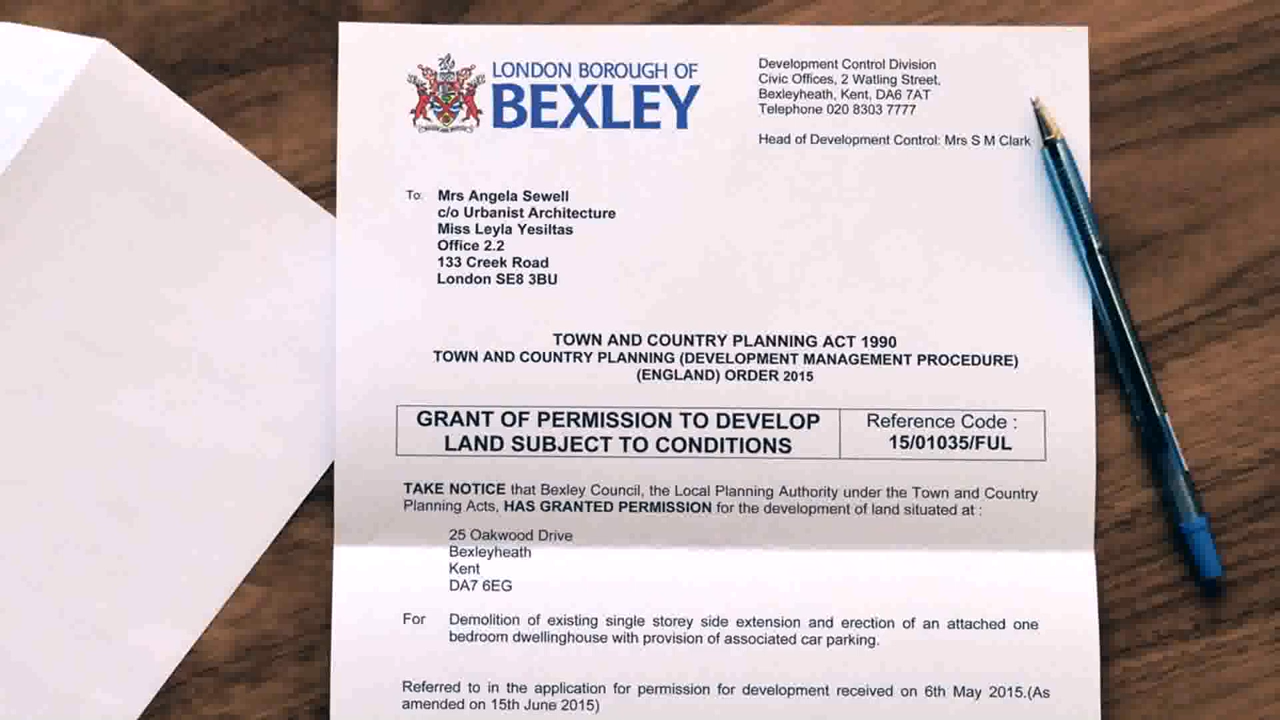 LONDON BOROUGH OF
BEXLEY
Development Control Division
Civic Offices, 2 Watling Street,
Bexleyheath, Kent, DA6 7AT
Telephone 020 8303 7777
Head of Development Control: Mrs S M Clark
To: Mrs Angela Sewell
c/o Urbanist Architecture
Miss Leyla Yesiltas
Office 2.2
133 Creek Road
London SE8 3BU
TOWN AND COUNTRY PLANNING ACT 1990
TOWN AND COUNTRY PLANNING (DEVELOPMENT MANAGEMENT PROCEDURE)
(ENGLAND) ORDER 2015
GRANT OF PERMISSION TO DEVELOP
LAND SUBJECT TO CONDITIONS
Reference Code :
15/01035/FUL
TAKE NOTICE that Bexley Council, the Local Planning Authority under the Town and Country
Planning Acts, HAS GRANTED PERMISSION for the development of land situated at :
25 Oakwood Drive
Bexleyheath
Kent
DA7 6EG
For Demolition of existing single storey side extension and erection of an attached one
bedroom dwellinghouse with provision of associated car parking.
Referred to in the application for permission for development received on 6th May 2015.(As
amended on 15th June 2015)